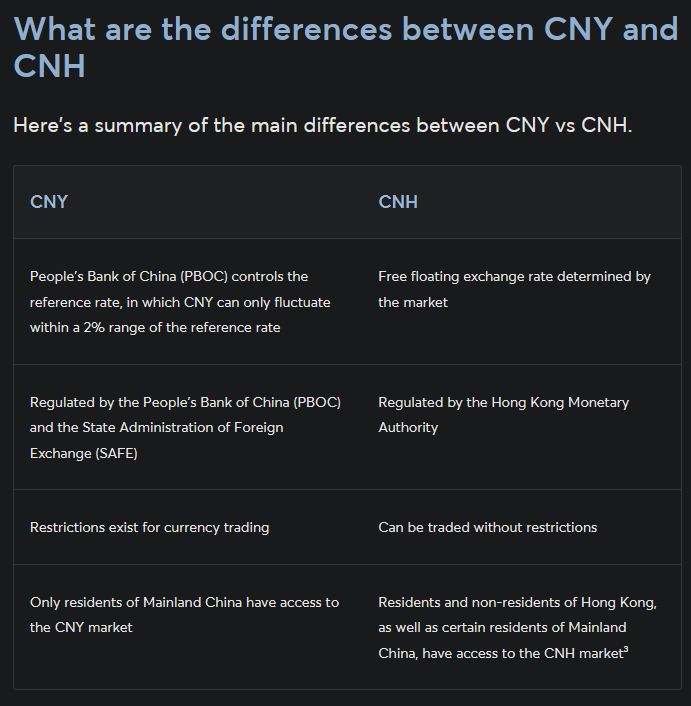 What are the differences between CNY and
CNH
Here's a summary of the main differences between CNY vs CNH.
CNY
CNH
People's Bank of China (PBOC) controls the
reference rate, in which CNY can only fluctuate
within a 2% range of the reference rate
Free floating exchange rate determined by
the market
Regulated by the People's Bank of China (PBOC)
and the State Administration of Foreign
Exchange (SAFE)
Regulated by the Hong Kong Monetary
Authority
Restrictions exist for currency trading
Can be traded without restrictions
Only residents of Mainland China have access to
the CNY market
Residents and non-residents of Hong Kong,
as well as certain residents of Mainland
China, have access to the CNH market³